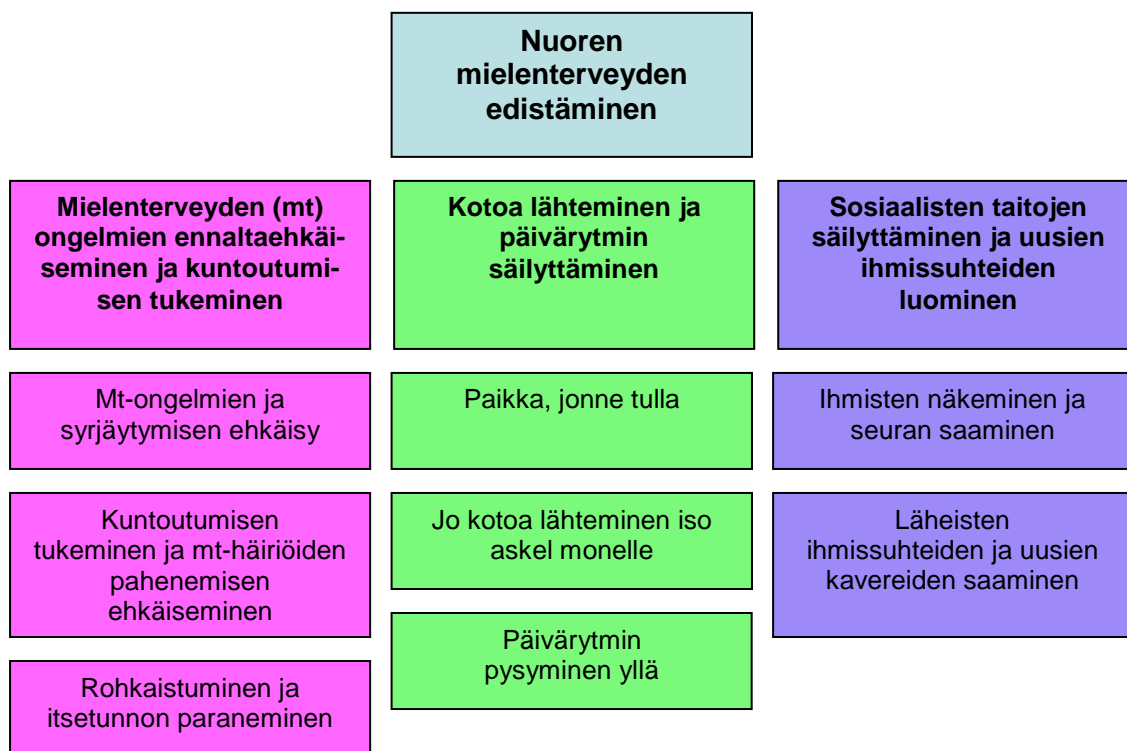 Nuoren
mielenterveyden
edistäminen
Mielenterveyden (mt)
ongelmien ennaltaehkäi-
seminen ja kuntoutumi-
sen tukeminen
Mt-ongelmien ja
syrjäytymisen ehkäisy
Kuntoutumisen
tukeminen ja mt-häiriöiden
pahenemisen
ehkäiseminen
Rohkaistuminen ja
itsetunnon paraneminen
Kotoa lähteminen ja
päivärytmin
säilyttäminen
Paikka, jonne tulla
Jo kotoa lähteminen iso
askel monelle
Päivärytmin
pysyminen yllä
Sosiaalisten taitojen
säilyttäminen ja uusien
ihmissuhteiden
luominen
Ihmisten näkeminen ja
seuran saaminen
Läheisten
ihmissuhteiden ja uusien
kavereiden saaminen